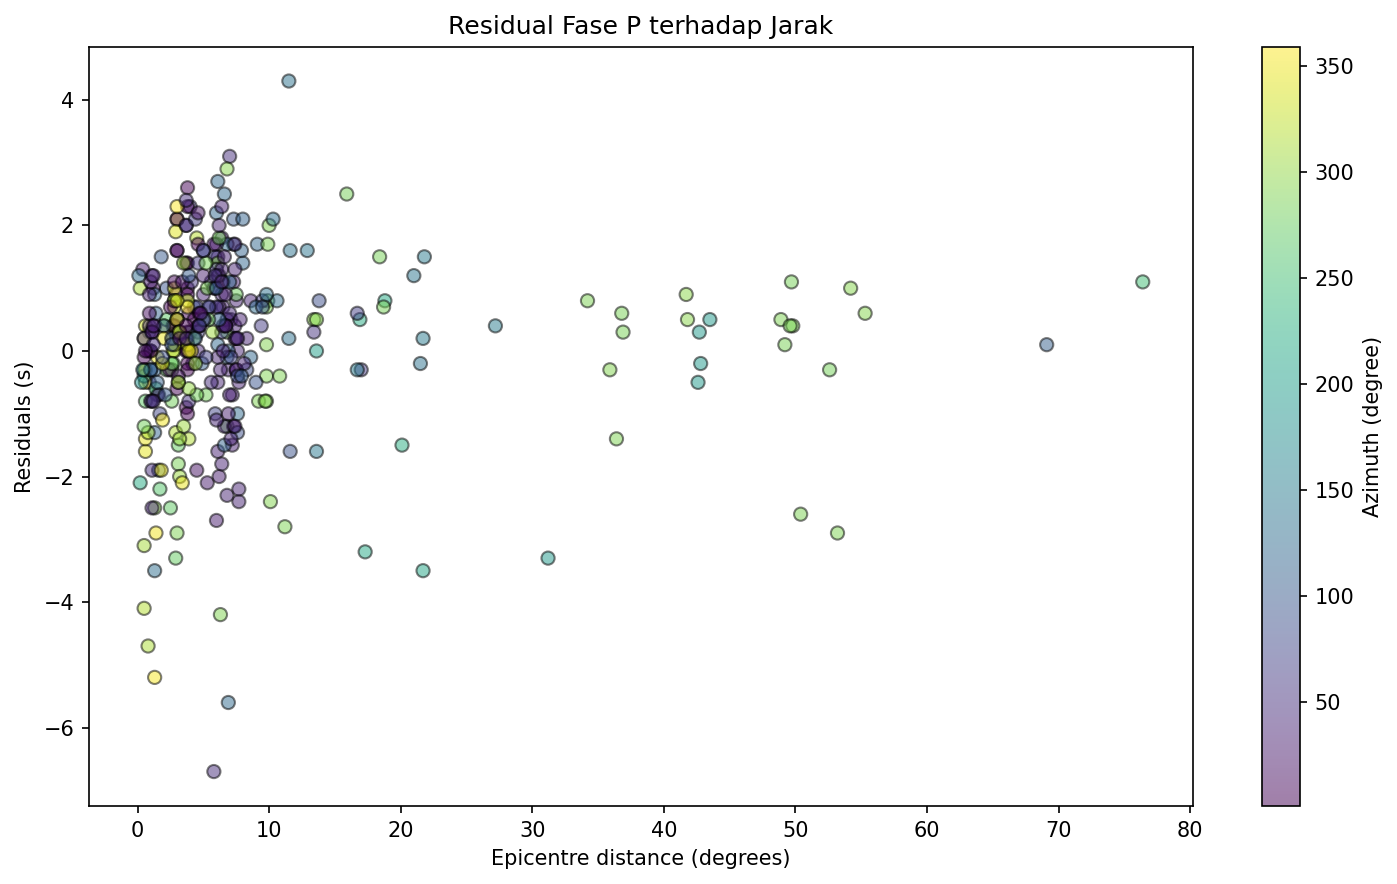 Residual Fase P terhadap Jarak
4
2
0
−2
−4
−6
Residuals (s)
0 10 20 30 40 50 60 70 80
Epicentre distance (degrees)
350
300
250
200
150
100
50
Azimuth (degree)